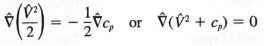 ∇̂(V̂²/2) = − 1/2 ∇̂c_p or ∇̂(V̂² + c_p) = 0